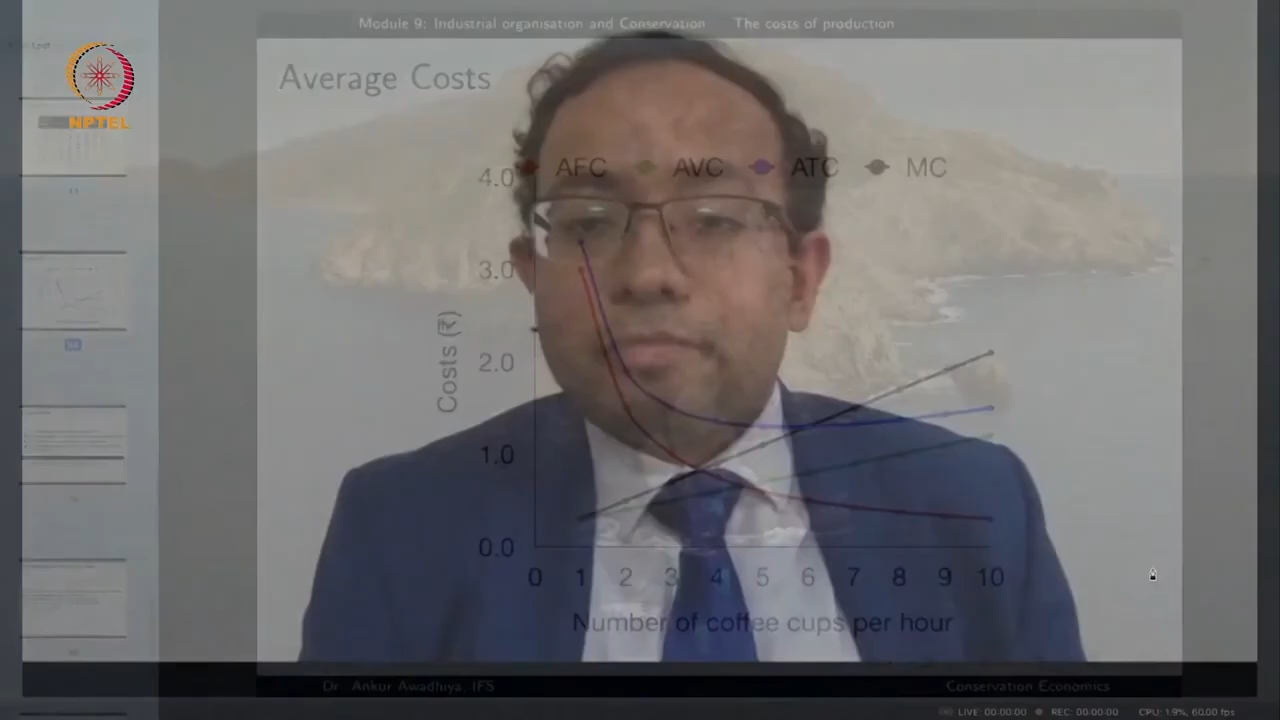 Module 9: Industrial organisation and Conservation The costs of production
Average Costs
NPTEL
AFC AVC ATC MC
4.0
3.0
2.0
1.0
0.0
Costs (₹)
0 1 2 3 4 5 6 7 8 9 10
Number of coffee cups per hour
Dr. Ankur Awadhiya, IFS Conservation Economics
LIVE: 00:00:00 REC: 00:00:00 CPU: 1.9%, 60.00 fps